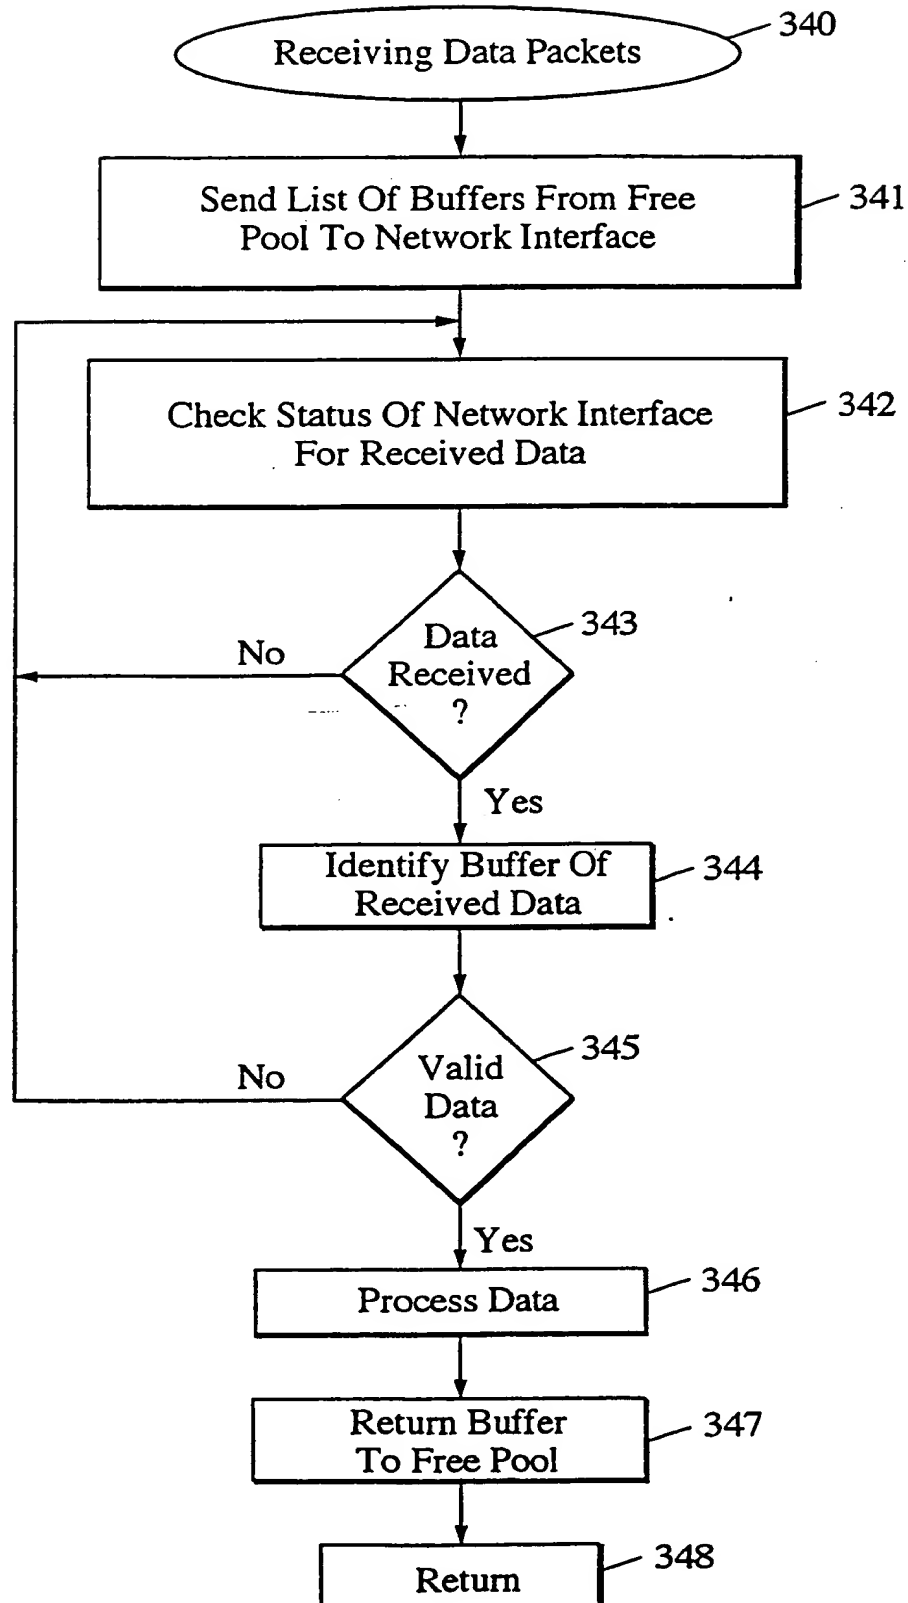 Receiving Data Packets
340
Send List Of Buffers From Free
Pool To Network Interface
341
Check Status Of Network Interface
For Received Data
342
Data
Received
?
343
No
Yes
Identify Buffer Of
Received Data
344
Valid
Data
?
345
No
Yes
Process Data
346
Return Buffer
To Free Pool
347
Return
348